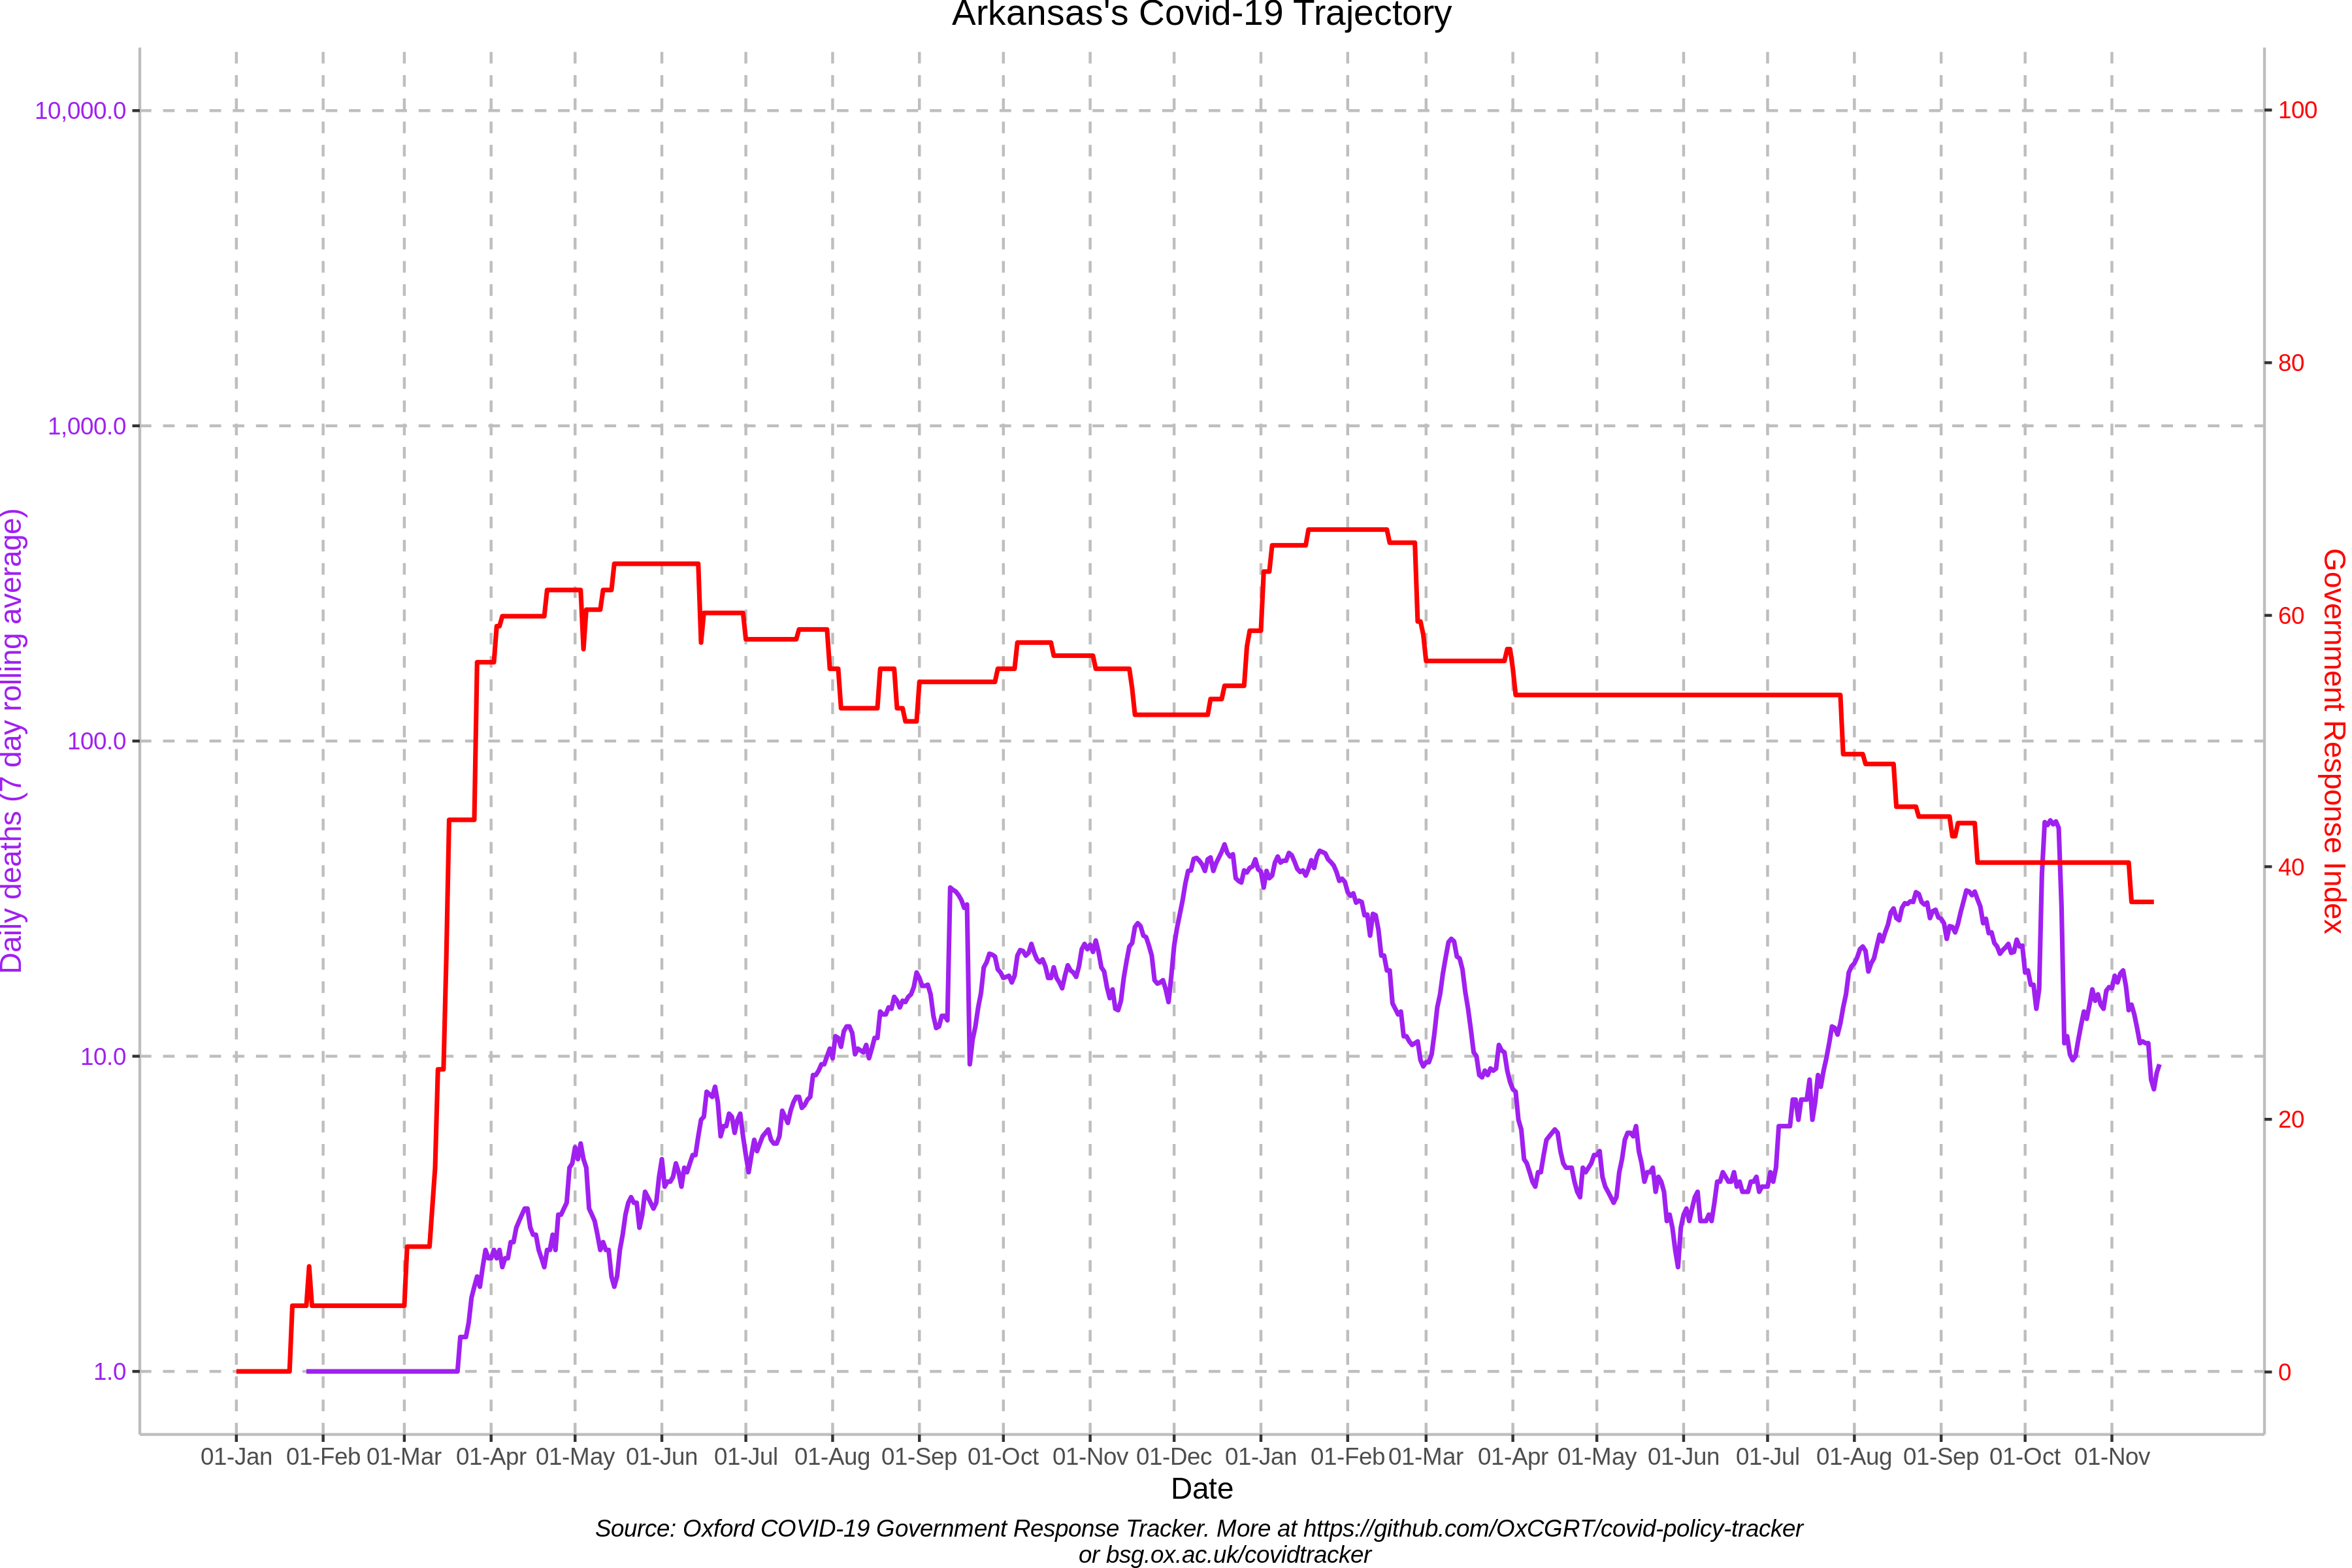 Arkansas's Covid-19 Trajectory
10,000.0
1,000.0
100.0
10.0
1.0
Daily deaths (7 day rolling average)
100
80
60
40
20
0
Government Response Index
01-Jan 01-Feb 01-Mar 01-Apr 01-May 01-Jun 01-Jul 01-Aug 01-Sep 01-Oct 01-Nov 01-Dec 01-Jan 01-Feb 01-Mar 01-Apr 01-May 01-Jun 01-Jul 01-Aug 01-Sep 01-Oct 01-Nov
Date
Source: Oxford COVID-19 Government Response Tracker. More at https://github.com/OxCGRT/covid-policy-tracker
or bsg.ox.ac.uk/covidtracker